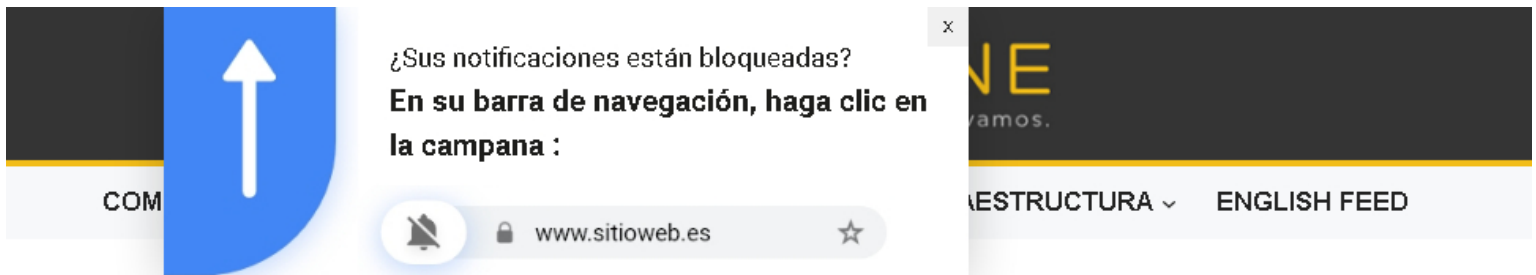 x
¿Sus notificaciones están bloqueadas?
En su barra de navegación, haga clic en
la campana :
www.sitioweb.es
NE
vamos.
COM
AESTRUCTURA
ENGLISH FEED